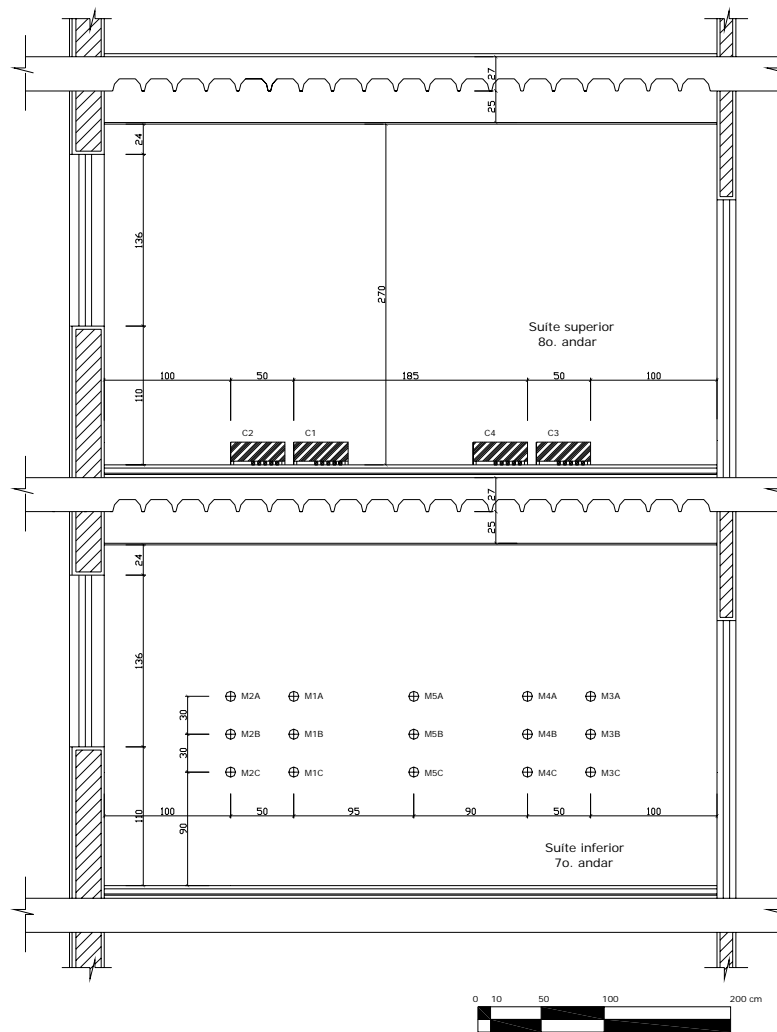 27
25
24
136
270
Suíte superior
8o. andar
100 50 185 50 100
110
C2 C1 C4 C3
27
25
24
136
M2A M1A M5A M4A M3A
30
M2B M1B M5B M4B M3B
30
M2C M1C M5C M4C M3C
100 50 95 90 50 100
110
90
Suíte inferior
7o. andar
0 10 50 100 200 cm